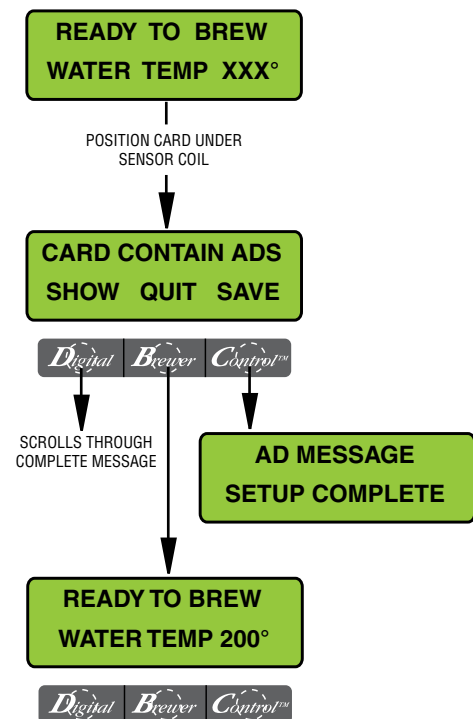 READY TO BREW
WATER TEMP XXX°
POSITION CARD UNDER
SENSOR COIL
CARD CONTAIN ADS
SHOW QUIT SAVE
Digital Brewer Control™
SCROLLS THROUGH
COMPLETE MESSAGE
AD MESSAGE
SETUP COMPLETE
READY TO BREW
WATER TEMP 200°
Digital Brewer Control™